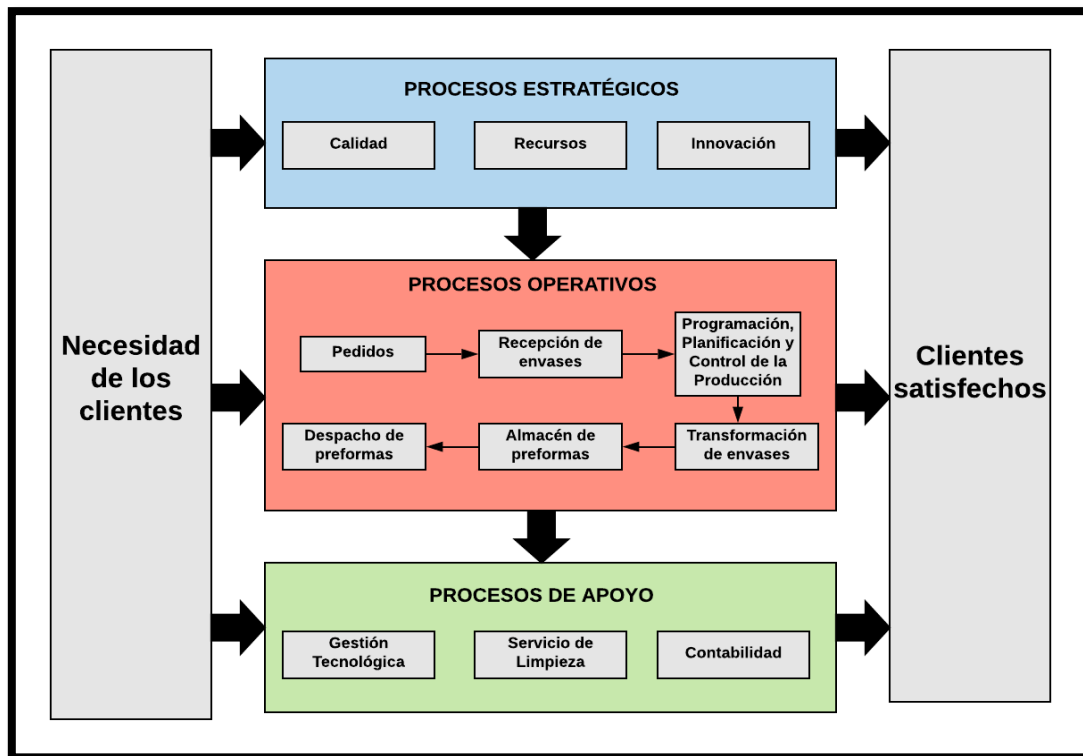 PROCESOS ESTRATÉGICOS
Calidad
Recursos
Innovación
Necesidad
de los
clientes
PROCESOS OPERATIVOS
Pedidos
Recepción de
envases
Programación,
Planificación y
Control de la
Producción
Despacho de
preformas
Almacén de
preformas
Transformación
de envases
Clientes
satisfechos
PROCESOS DE APOYO
Gestión
Tecnológica
Servicio de
Limpieza
Contabilidad